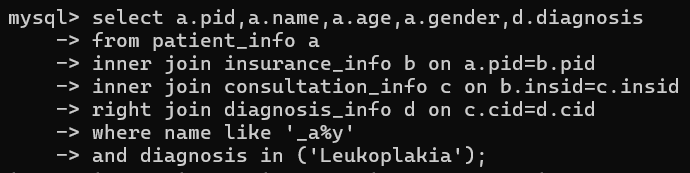 mysql> select a.pid,a.name,a.age,a.gender,d.diagnosis
    -> from patient_info a
    -> inner join insurance_info b on a.pid=b.pid
    -> inner join consultation_info c on b.insid=c.insid
    -> right join diagnosis_info d on c.cid=d.cid
    -> where name like '_a%y'
    -> and diagnosis in ('Leukoplakia');